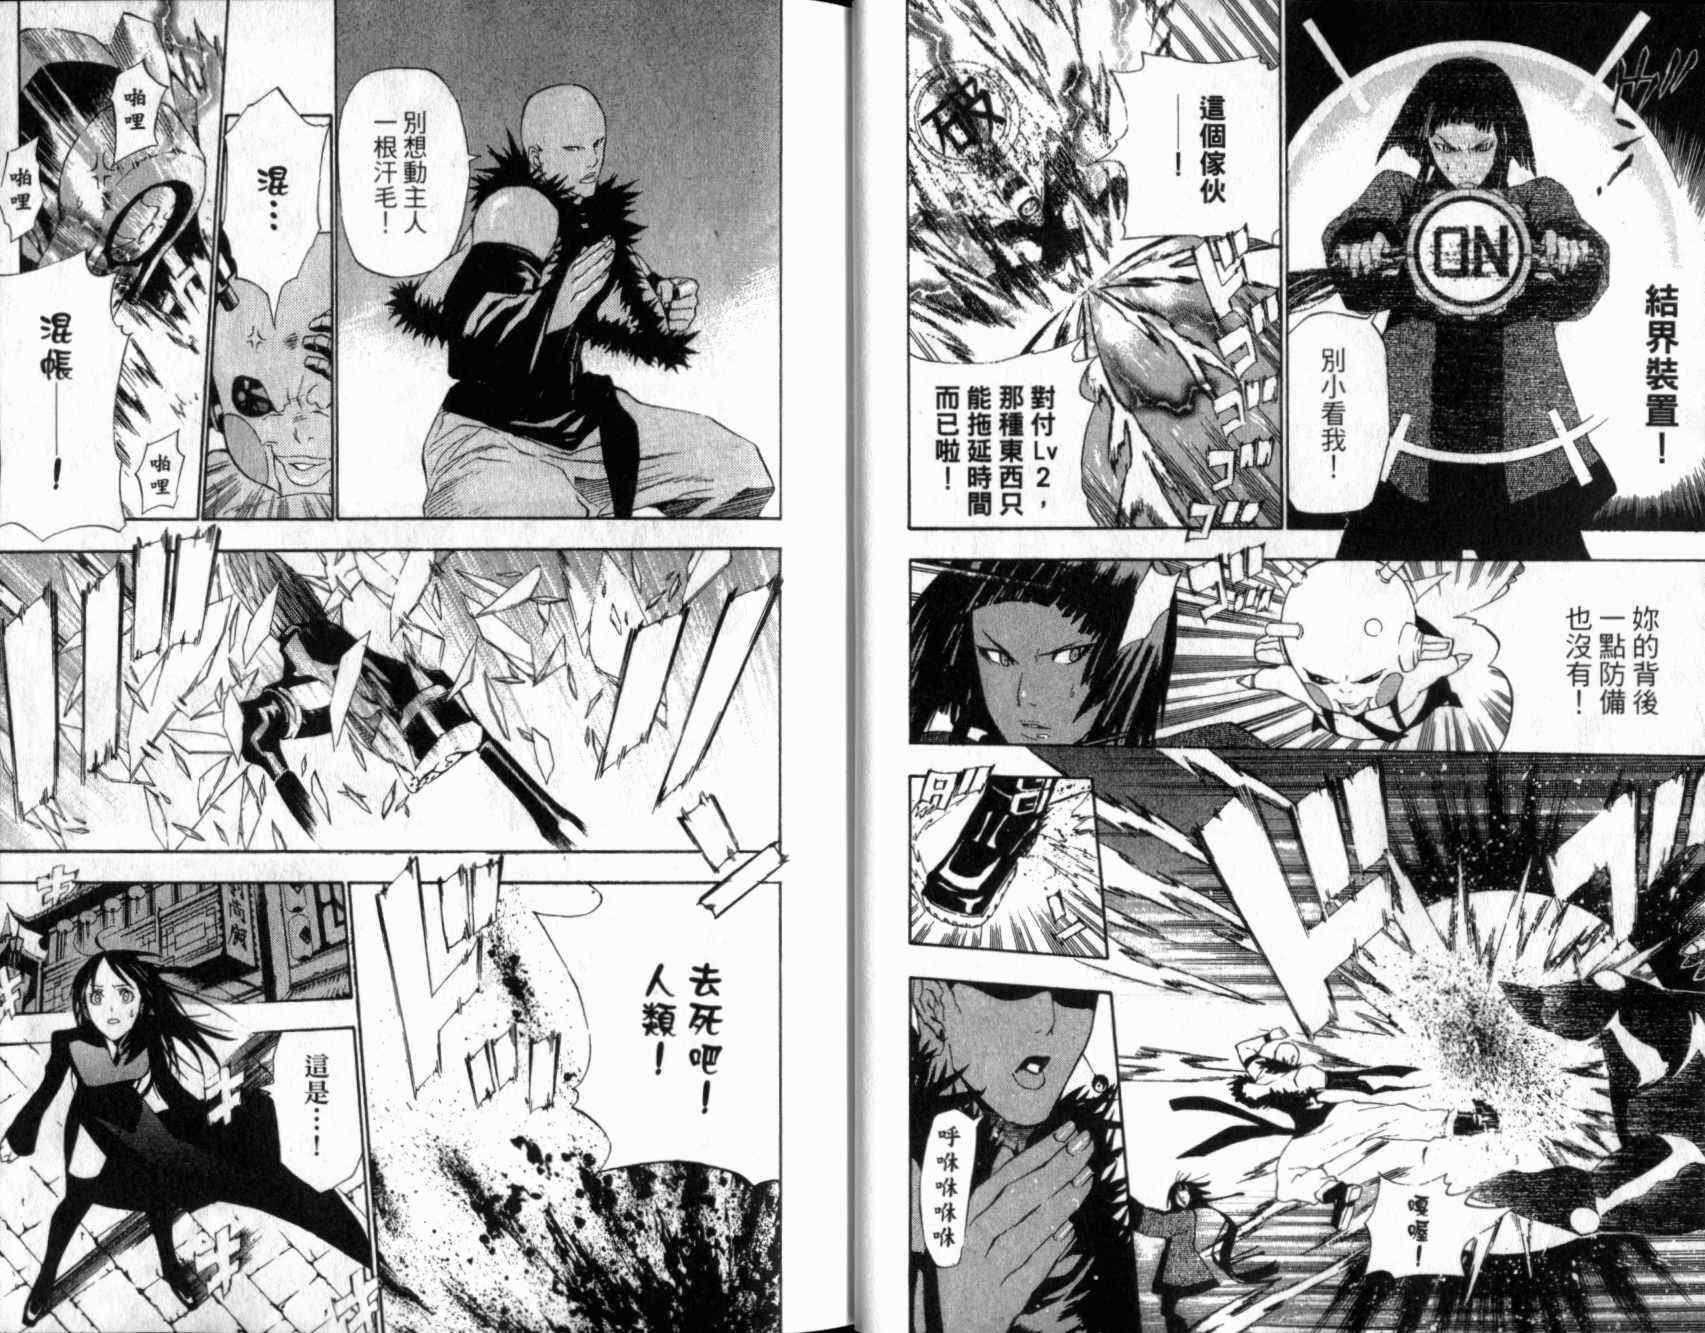 結界裝置！
ON
別小看我！
這個傢伙
——！
破
對付Lv2，
那種東西只
能拖延時間
而已啦！
妳的背後
一點防備
也沒有！
嘎喔！
呼咻咻咻咻
別想動主人
一根汗毛！
混…
啪哩
啪哩
混帳——！
啪哩
去死吧！
人類！
這是…！